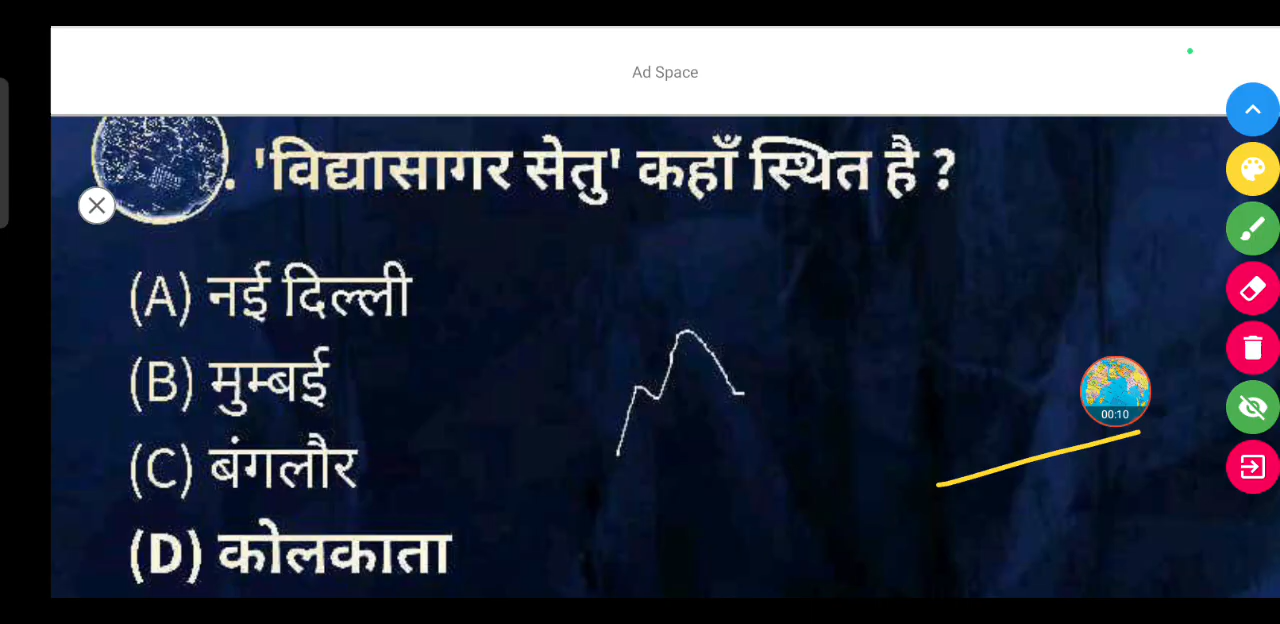 Ad Space
. 'विद्यासागर सेतु' कहाँ स्थित है ?
(A) नई दिल्ली
(B) मुम्बई
(C) बंगलौर
00:10
(D) कोलकाता